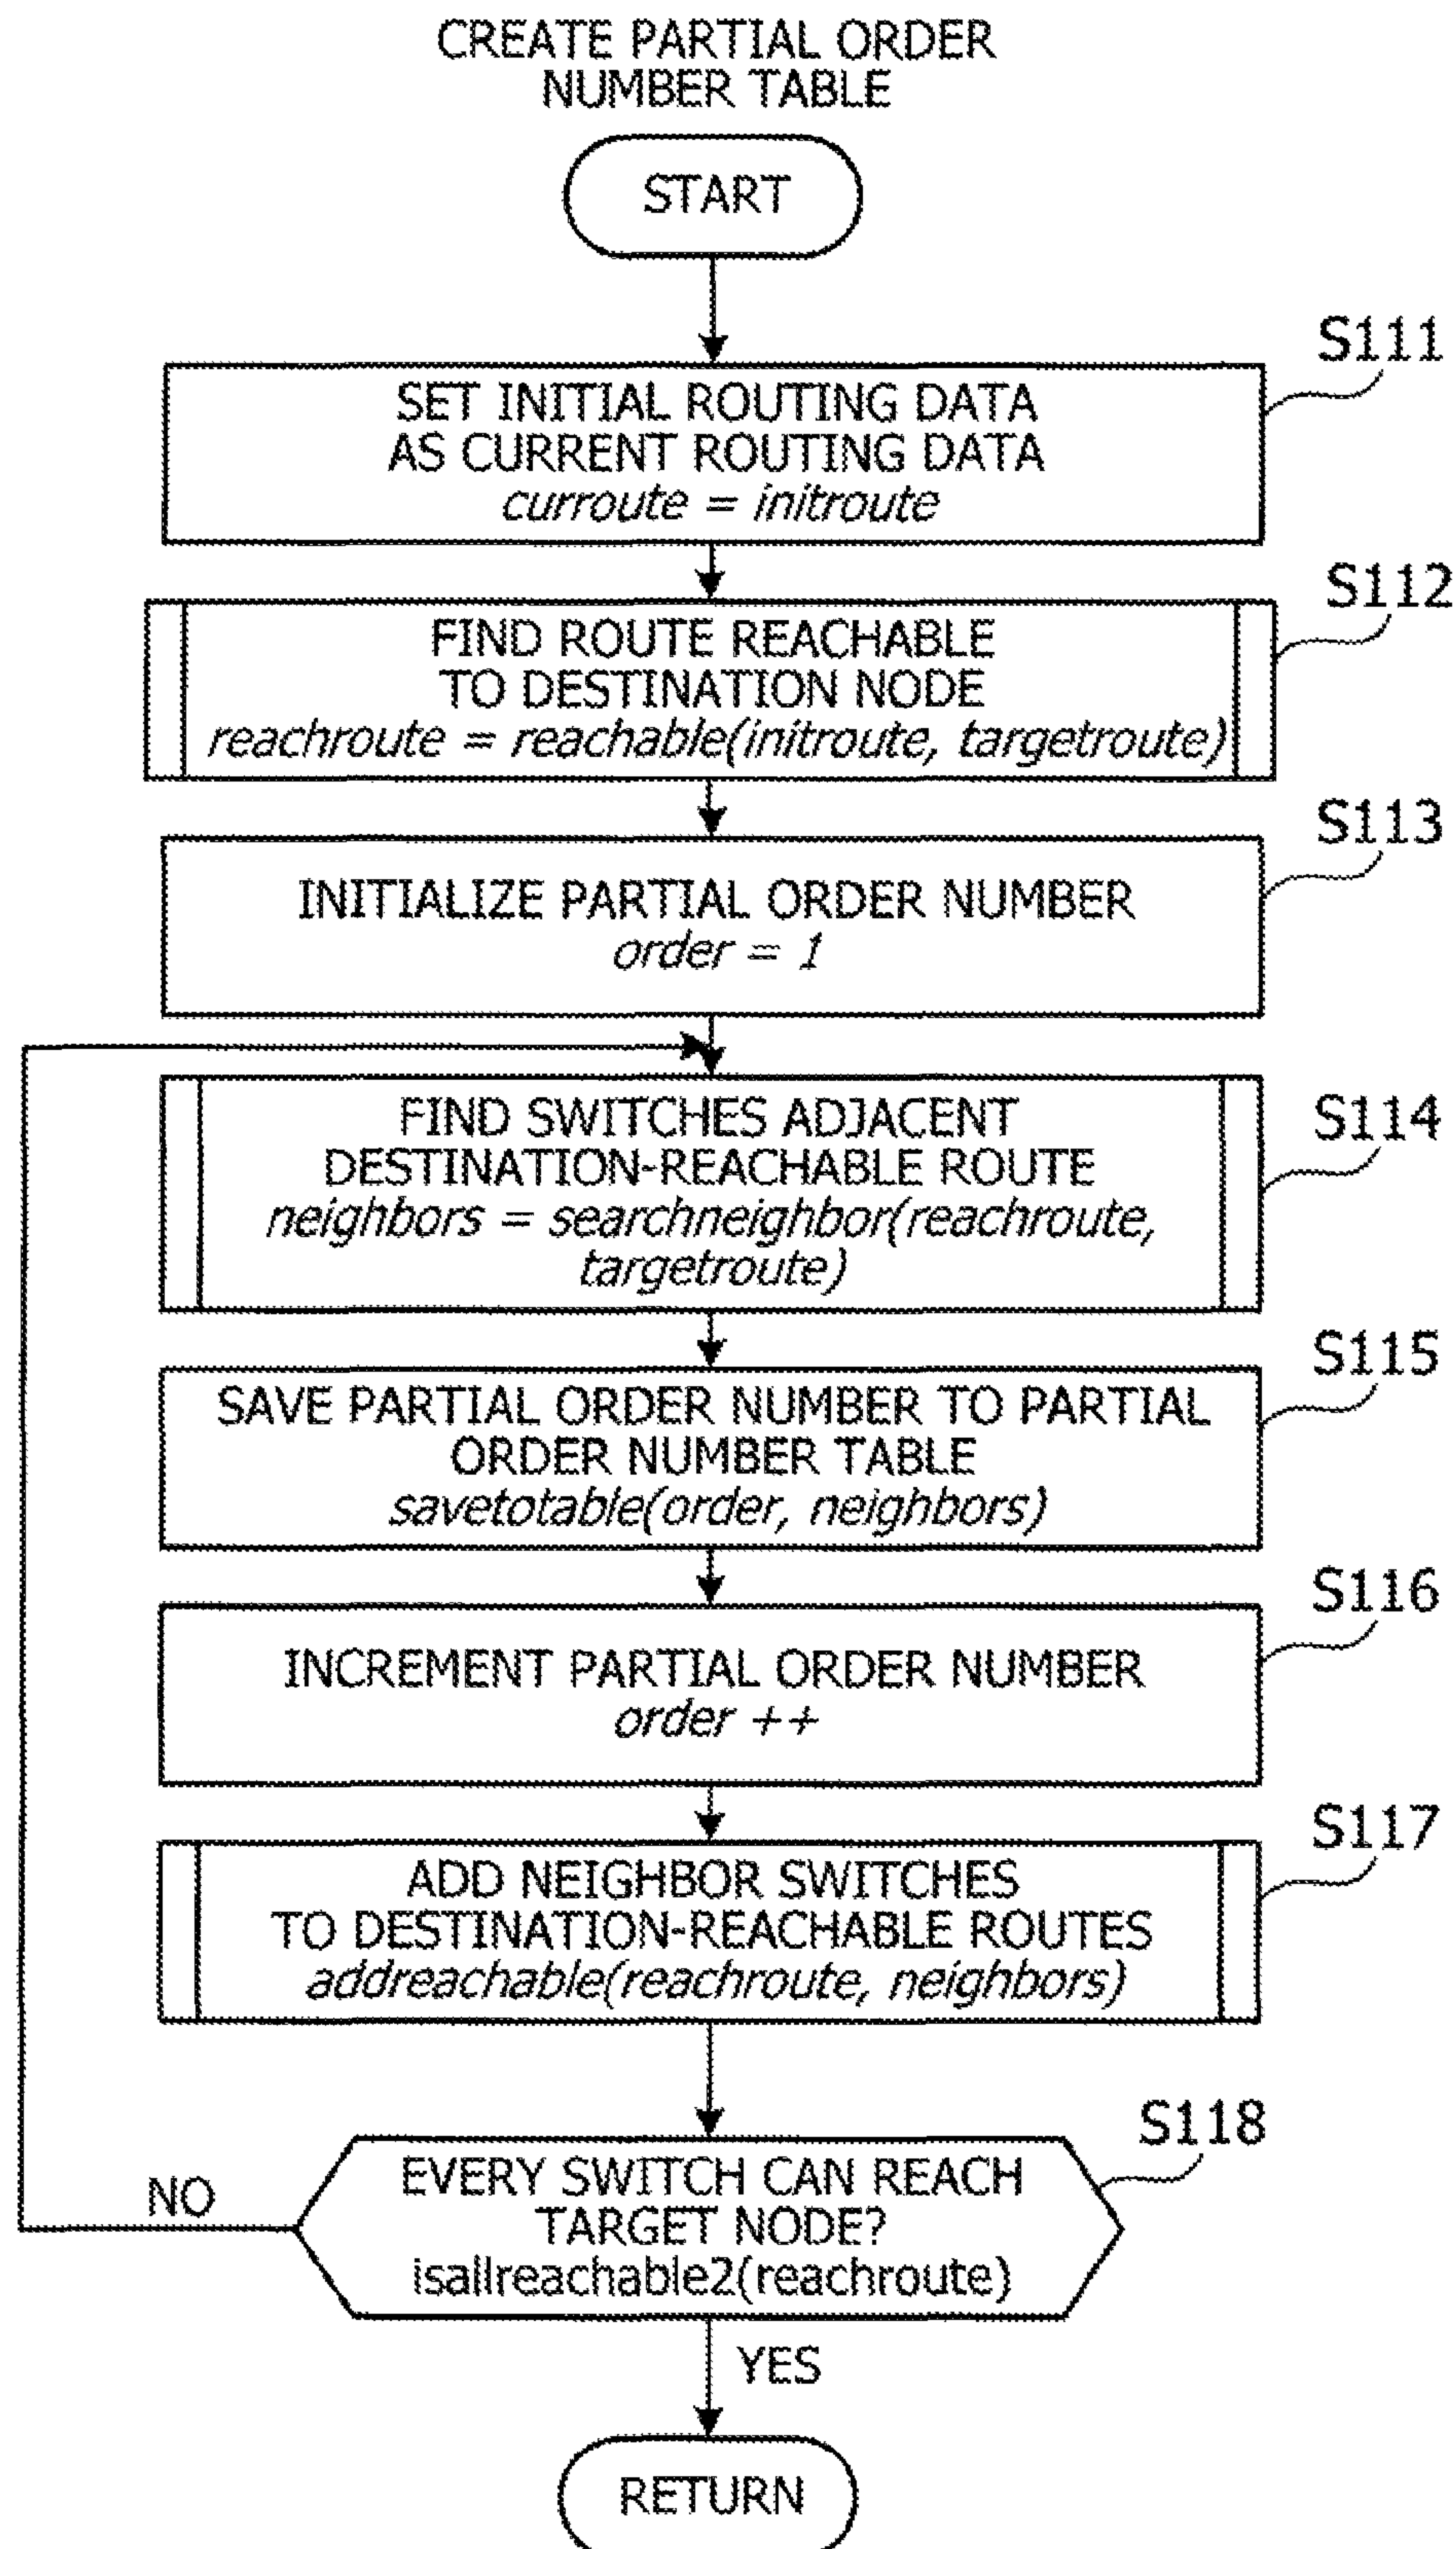 CREATE PARTIAL ORDER
NUMBER TABLE
START
S111
SET INITIAL ROUTING DATA
AS CURRENT ROUTING DATA
curroute = initroute
S112
FIND ROUTE REACHABLE
TO DESTINATION NODE
reachroute = reachable(initroute, targetroute)
S113
INITIALIZE PARTIAL ORDER NUMBER
order = 1
S114
FIND SWITCHES ADJACENT
DESTINATION-REACHABLE ROUTE
neighbors = searchneighbor(reachroute,
targetroute)
S115
SAVE PARTIAL ORDER NUMBER TO PARTIAL
ORDER NUMBER TABLE
savetotable(order, neighbors)
S116
INCREMENT PARTIAL ORDER NUMBER
order ++
S117
ADD NEIGHBOR SWITCHES
TO DESTINATION-REACHABLE ROUTES
addreachable(reachroute, neighbors)
S118
EVERY SWITCH CAN REACH
TARGET NODE?
isallreachable2(reachroute)
NO
YES
RETURN